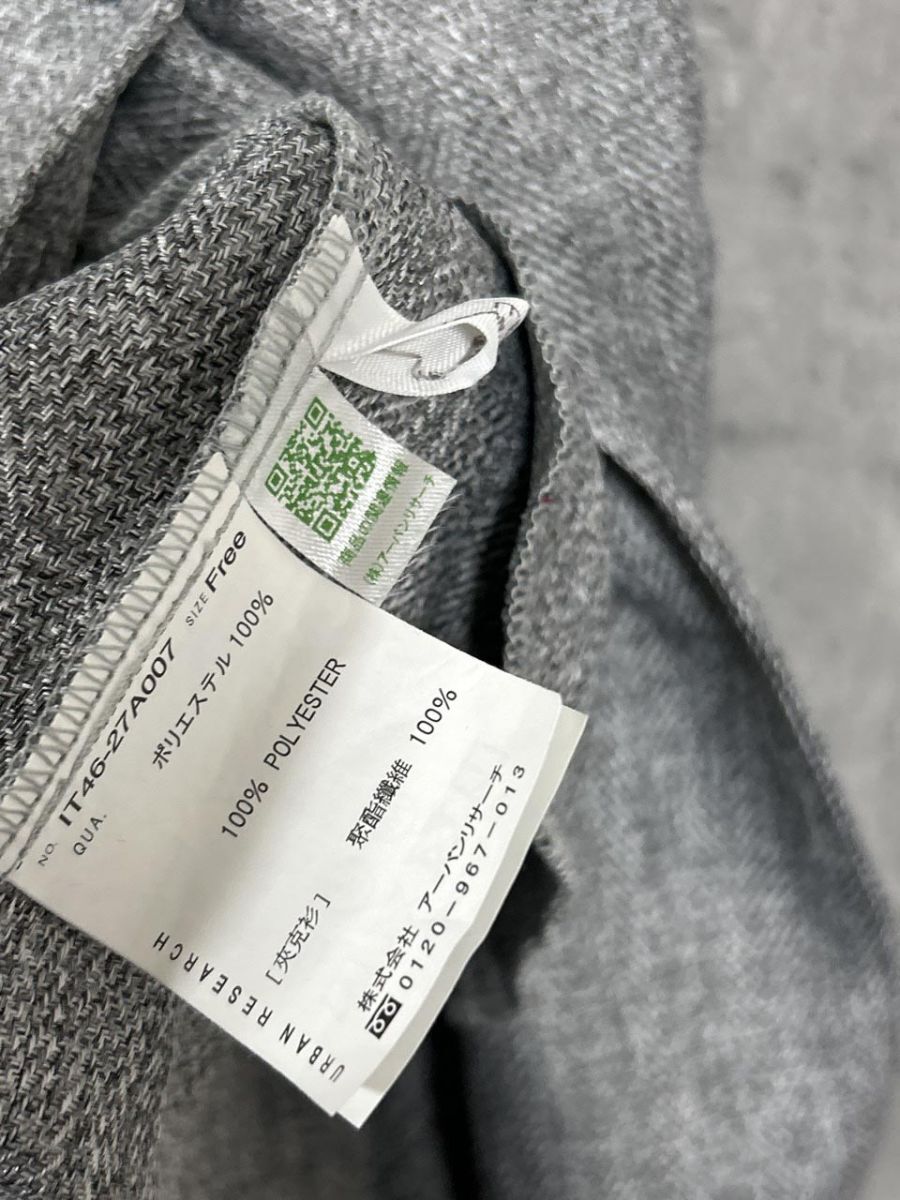 商品の製造情報
(株)アーバンリサーチ
NO. IT46-27A007 SIZE Free
QUA.
ポリエステル 100%
100% POLYESTER
聚酯纖維 100%
[夾克衫]
URBAN RESEARCH
株式会社 アーバンリサーチ
0120-967-013